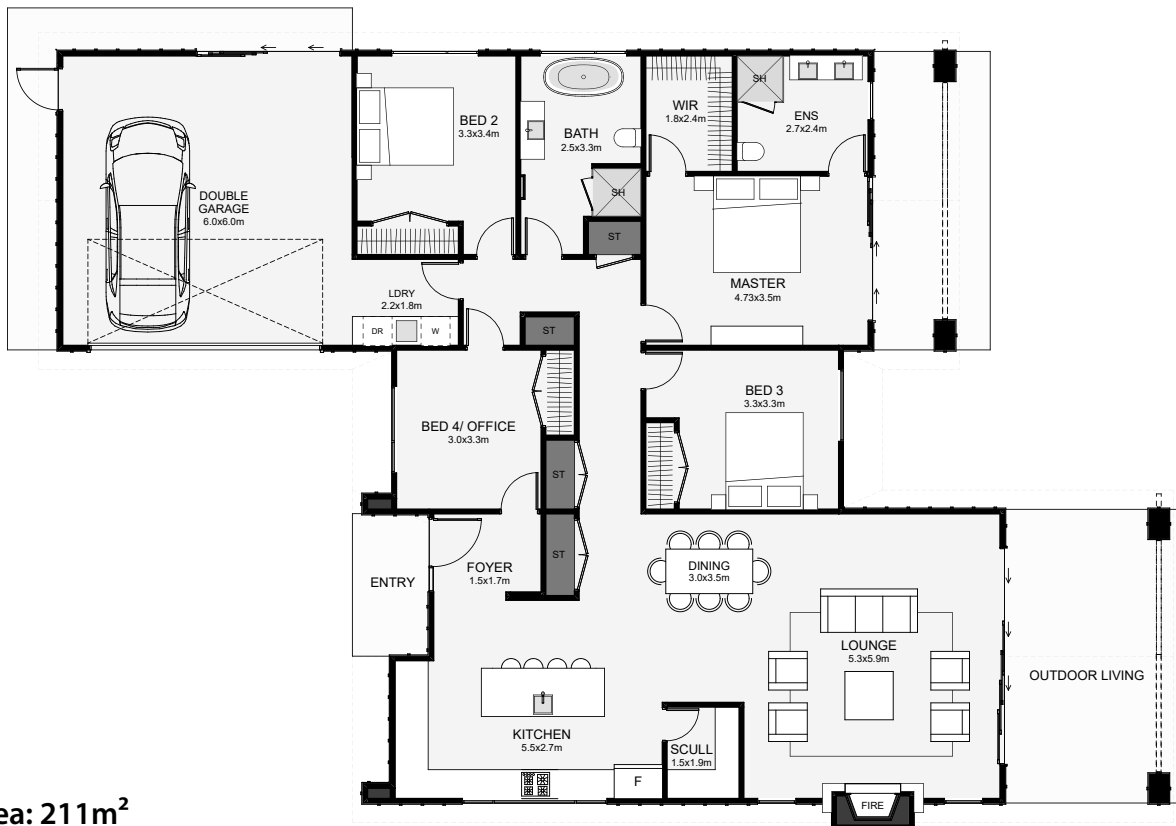 BED 2
3.3x3.4m
BATH
2.5x3.3m
SH
WIR
1.8x2.4m
SH
ENS
2.7x2.4m
DOUBLE
GARAGE
6.0x6.0m
ST
MASTER
4.73x3.5m
LDRY
2.2x1.8m
DR
W
ST
BED 4/ OFFICE
3.0x3.3m
BED 3
3.3x3.3m
ST
ST
ENTRY
FOYER
1.5x1.7m
DINING
3.0x3.5m
LOUNGE
5.3x5.9m
OUTDOOR LIVING
KITCHEN
5.5x2.7m
SCULL
1.5x1.9m
F
FIRE
ea: 211m²